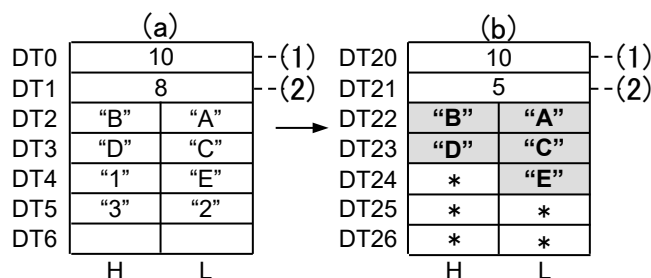 (a) (b)
DT0 10 (1) DT20 10 (1)
DT1 8 (2) DT21 5 (2)
DT2 “B” “A” DT22 “B” “A”
DT3 “D” “C” DT23 “D” “C”
DT4 “1” “E” DT24 * “E”
DT5 “3” “2” DT25 * *
DT6 DT26 * *
H L H L